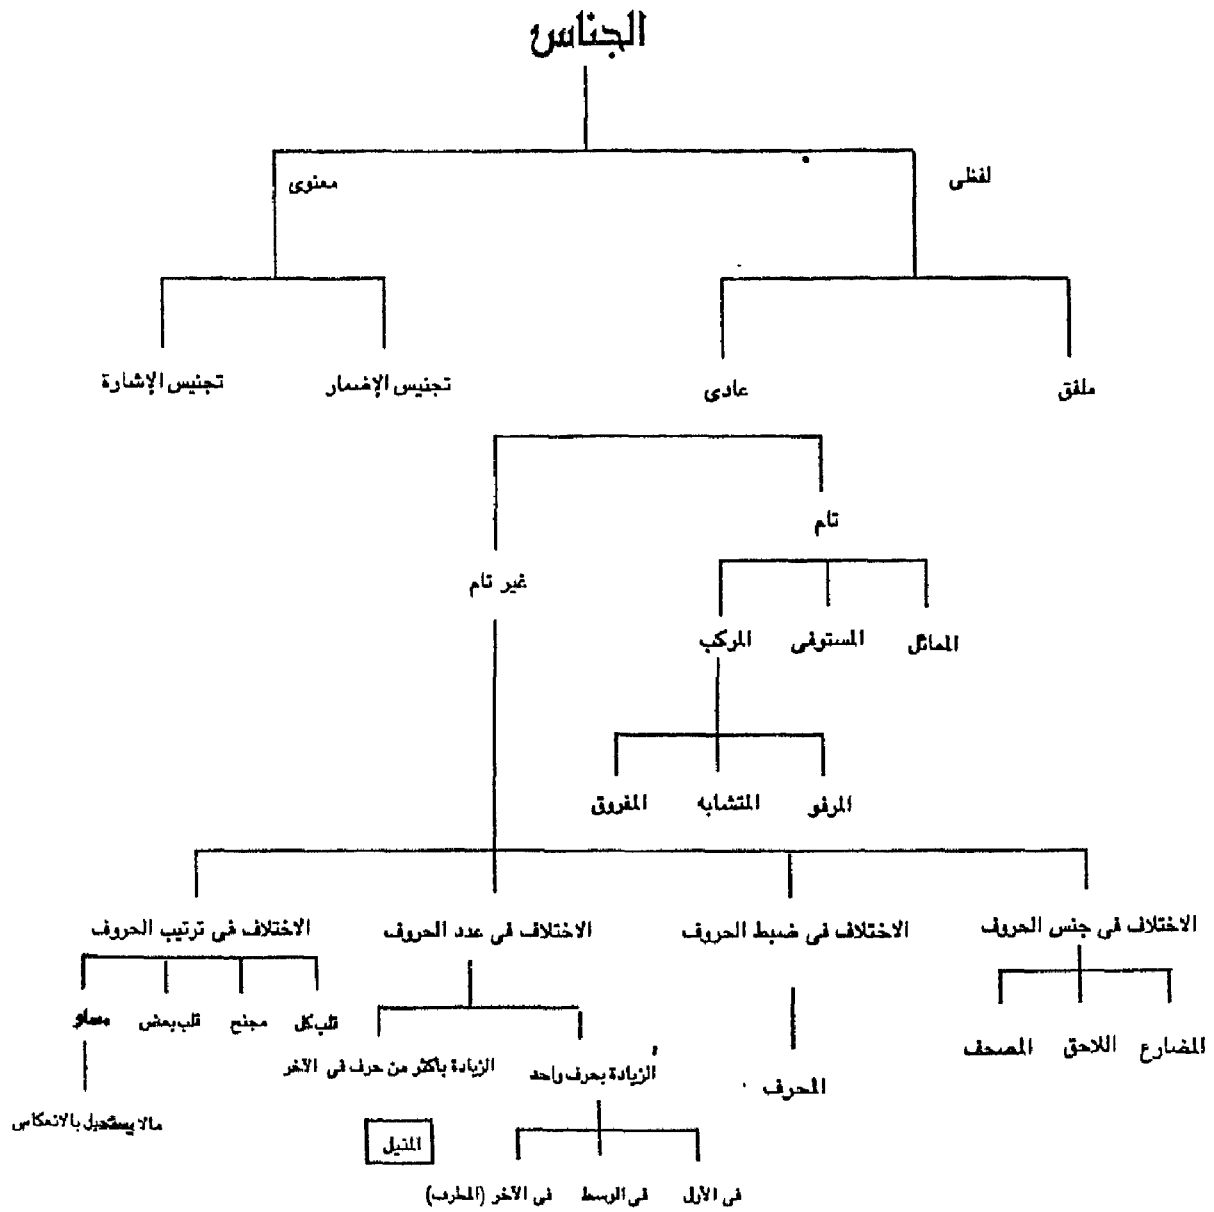 الجناس
لفظى
معنوى
ملفق
عادى
تجنيس الإضمار
تجنيس الإشارة
تام
غير تام
المماثل
المستوفى
المركب
المرفو
المتشابه
المفروق
الاختلاف فى جنس الحروف
الاختلاف فى ضبط الحروف
الاختلاف فى عدد الحروف
الاختلاف فى ترتيب الحروف
المضارع
اللاحق
المصحف
المحرف
الزيادة بحرف واحد
الزيادة بأكثر من حرف فى الآخر
قلب كل
قلب بعض
مجنح
مساو
مالا يستحيل بالانعكاس
المذيل
فى الأول
فى الوسط
فى الآخر (المطرف)